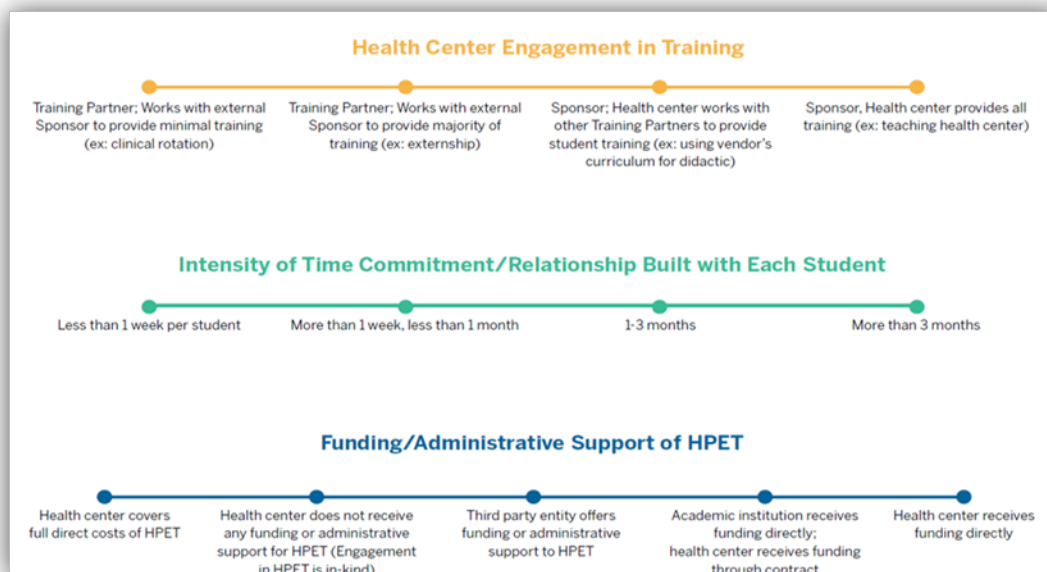 Health Center Engagement in Training
Training Partner; Works with external
Sponsor to provide minimal training
(ex: clinical rotation)
Training Partner; Works with external
Sponsor to provide majority of
training (ex: externship)
Sponsor; Health center works with
other Training Partners to provide
student training (ex: using vendor's
curriculum for didactic)
Sponsor, Health center provides all
training (ex: teaching health center)
Intensity of Time Commitment/Relationship Built with Each Student
Less than 1 week per student
More than 1 week, less than 1 month
1-3 months
More than 3 months
Funding/Administrative Support of HPET
Health center covers
full direct costs of HPET
Health center does not receive
any funding or administrative
support for HPET (Engagement
in HPET is in-kind)
Third party entity offers
funding or administrative
support to HPET
Academic institution receives
funding directly;
health center receives funding
through contract
Health center receives
funding directly